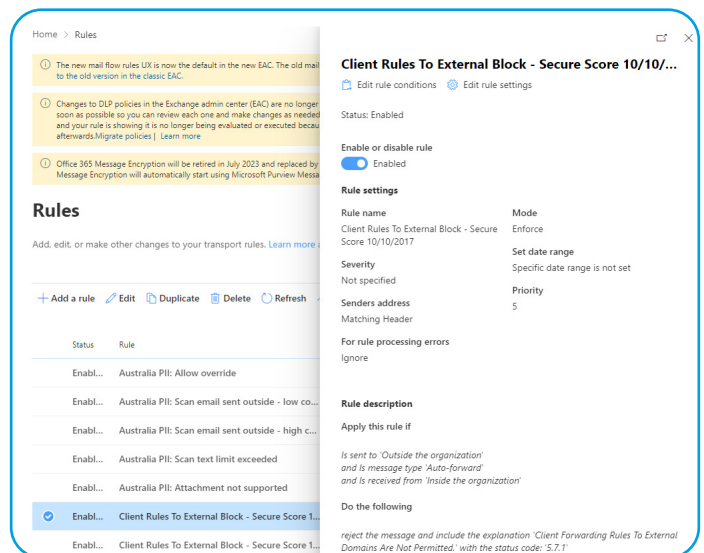 Home > Rules
The new mail flow rules UX is now the default in the new EAC. The old mail
to the old version in the classic EAC.
Changes to DLP policies in the Exchange admin center (EAC) are no longer
soon as possible so you can review each one and make changes as needed
and your rule is showing it is no longer being evaluated or executed becau
afterwards.Migrate policies | Learn more
Office 365 Message Encryption will be retired in July 2023 and replaced by
Message Encryption will automatically start using Microsoft Purview Messa
Rules
Add, edit, or make other changes to your transport rules. Learn more a
Add a rule Edit Duplicate Delete Refresh
Status Rule
Enabl... Australia PII: Allow override
Enabl... Australia PII: Scan email sent outside - low co...
Enabl... Australia PII: Scan email sent outside - high c...
Enabl... Australia PII: Scan text limit exceeded
Enabl... Australia PII: Attachment not supported
Enabl... Client Rules To External Block - Secure Score 1...
Enabl... Client Rules To External Block - Secure Score 1...
Client Rules To External Block - Secure Score 10/10/...
Edit rule conditions Edit rule settings
Status: Enabled
Enable or disable rule
Enabled
Rule settings
Rule name
Client Rules To External Block - Secure
Score 10/10/2017
Mode
Enforce
Set date range
Specific date range is not set
Severity
Not specified
Priority
5
Senders address
Matching Header
For rule processing errors
Ignore
Rule description
Apply this rule if
Is sent to 'Outside the organization'
and Is message type 'Auto-forward'
and Is received from 'Inside the organization'
Do the following
reject the message and include the explanation 'Client Forwarding Rules To External
Domains Are Not Permitted.' with the status code: '5.7.1'